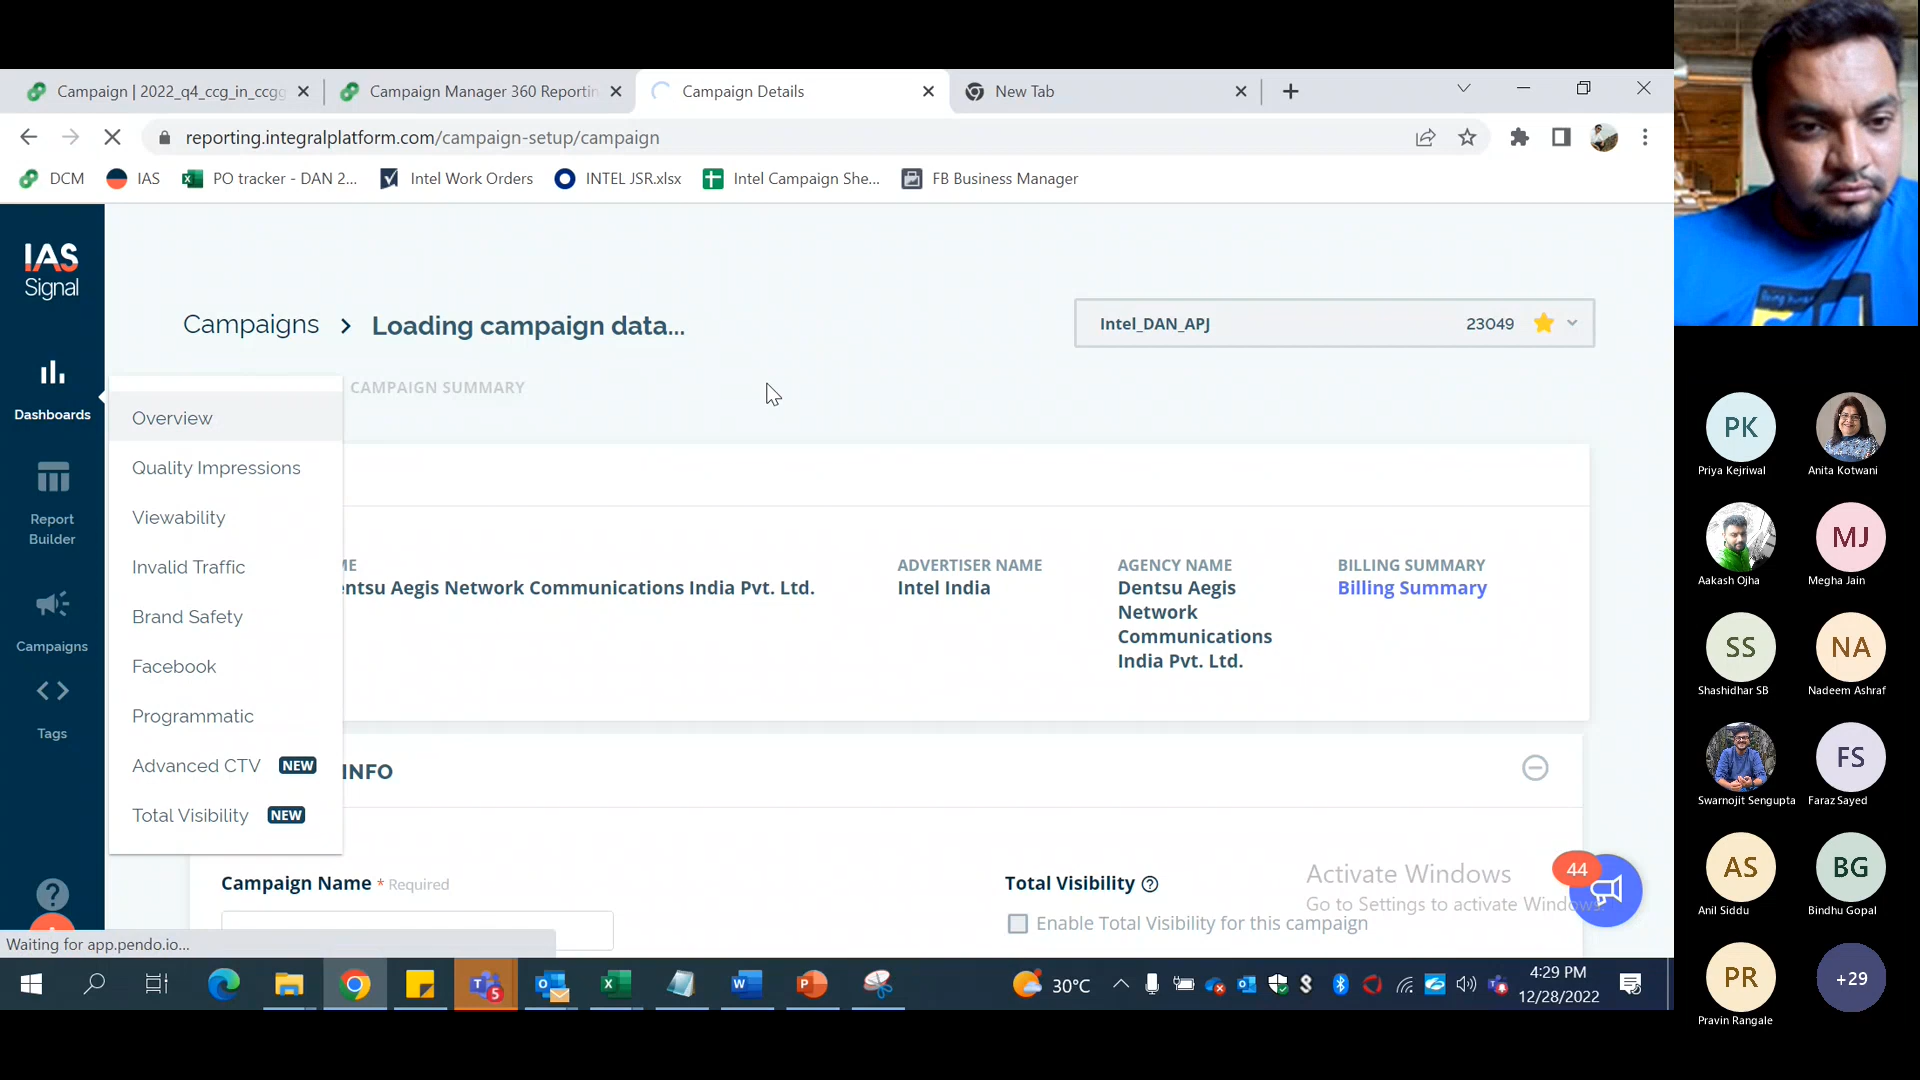 Campaign | 2022_q4_ccg_in_ccgg
Campaign Manager 360 Reportin
Campaign Details
New Tab
reporting.integralplatform.com/campaign-setup/campaign
DCM
IAS
PO tracker - DAN 2...
Intel Work Orders
INTEL JSR.xlsx
Intel Campaign She...
FB Business Manager
IAS
Signal
Campaigns > Loading campaign data...
Intel_DAN_APJ 23049
Dashboards
CAMPAIGN SUMMARY
Overview
Quality Impressions
Viewability
Invalid Traffic
Brand Safety
Facebook
Programmatic
Advanced CTV NEW
Total Visibility NEW
Report
Builder
Campaigns
Tags
ME
entsu Aegis Network Communications India Pvt. Ltd.
ADVERTISER NAME
Intel India
AGENCY NAME
Dentsu Aegis
Network
Communications
India Pvt. Ltd.
BILLING SUMMARY
Billing Summary
INFO
Campaign Name * Required
Total Visibility
Enable Total Visibility for this campaign
Activate Windows
Go to Settings to activate Windows.
44
Waiting for app.pendo.io...
5
30°C
4:29 PM
12/28/2022
PK
Priya Kejriwal
Anita Kotwani
Aakash Ojha
MJ
Megha Jain
SS
Shashidhar SB
NA
Nadeem Ashraf
Swarnojit Sengupta
FS
Faraz Sayed
AS
Anil Siddu
BG
Bindhu Gopal
PR
Pravin Rangale
+29